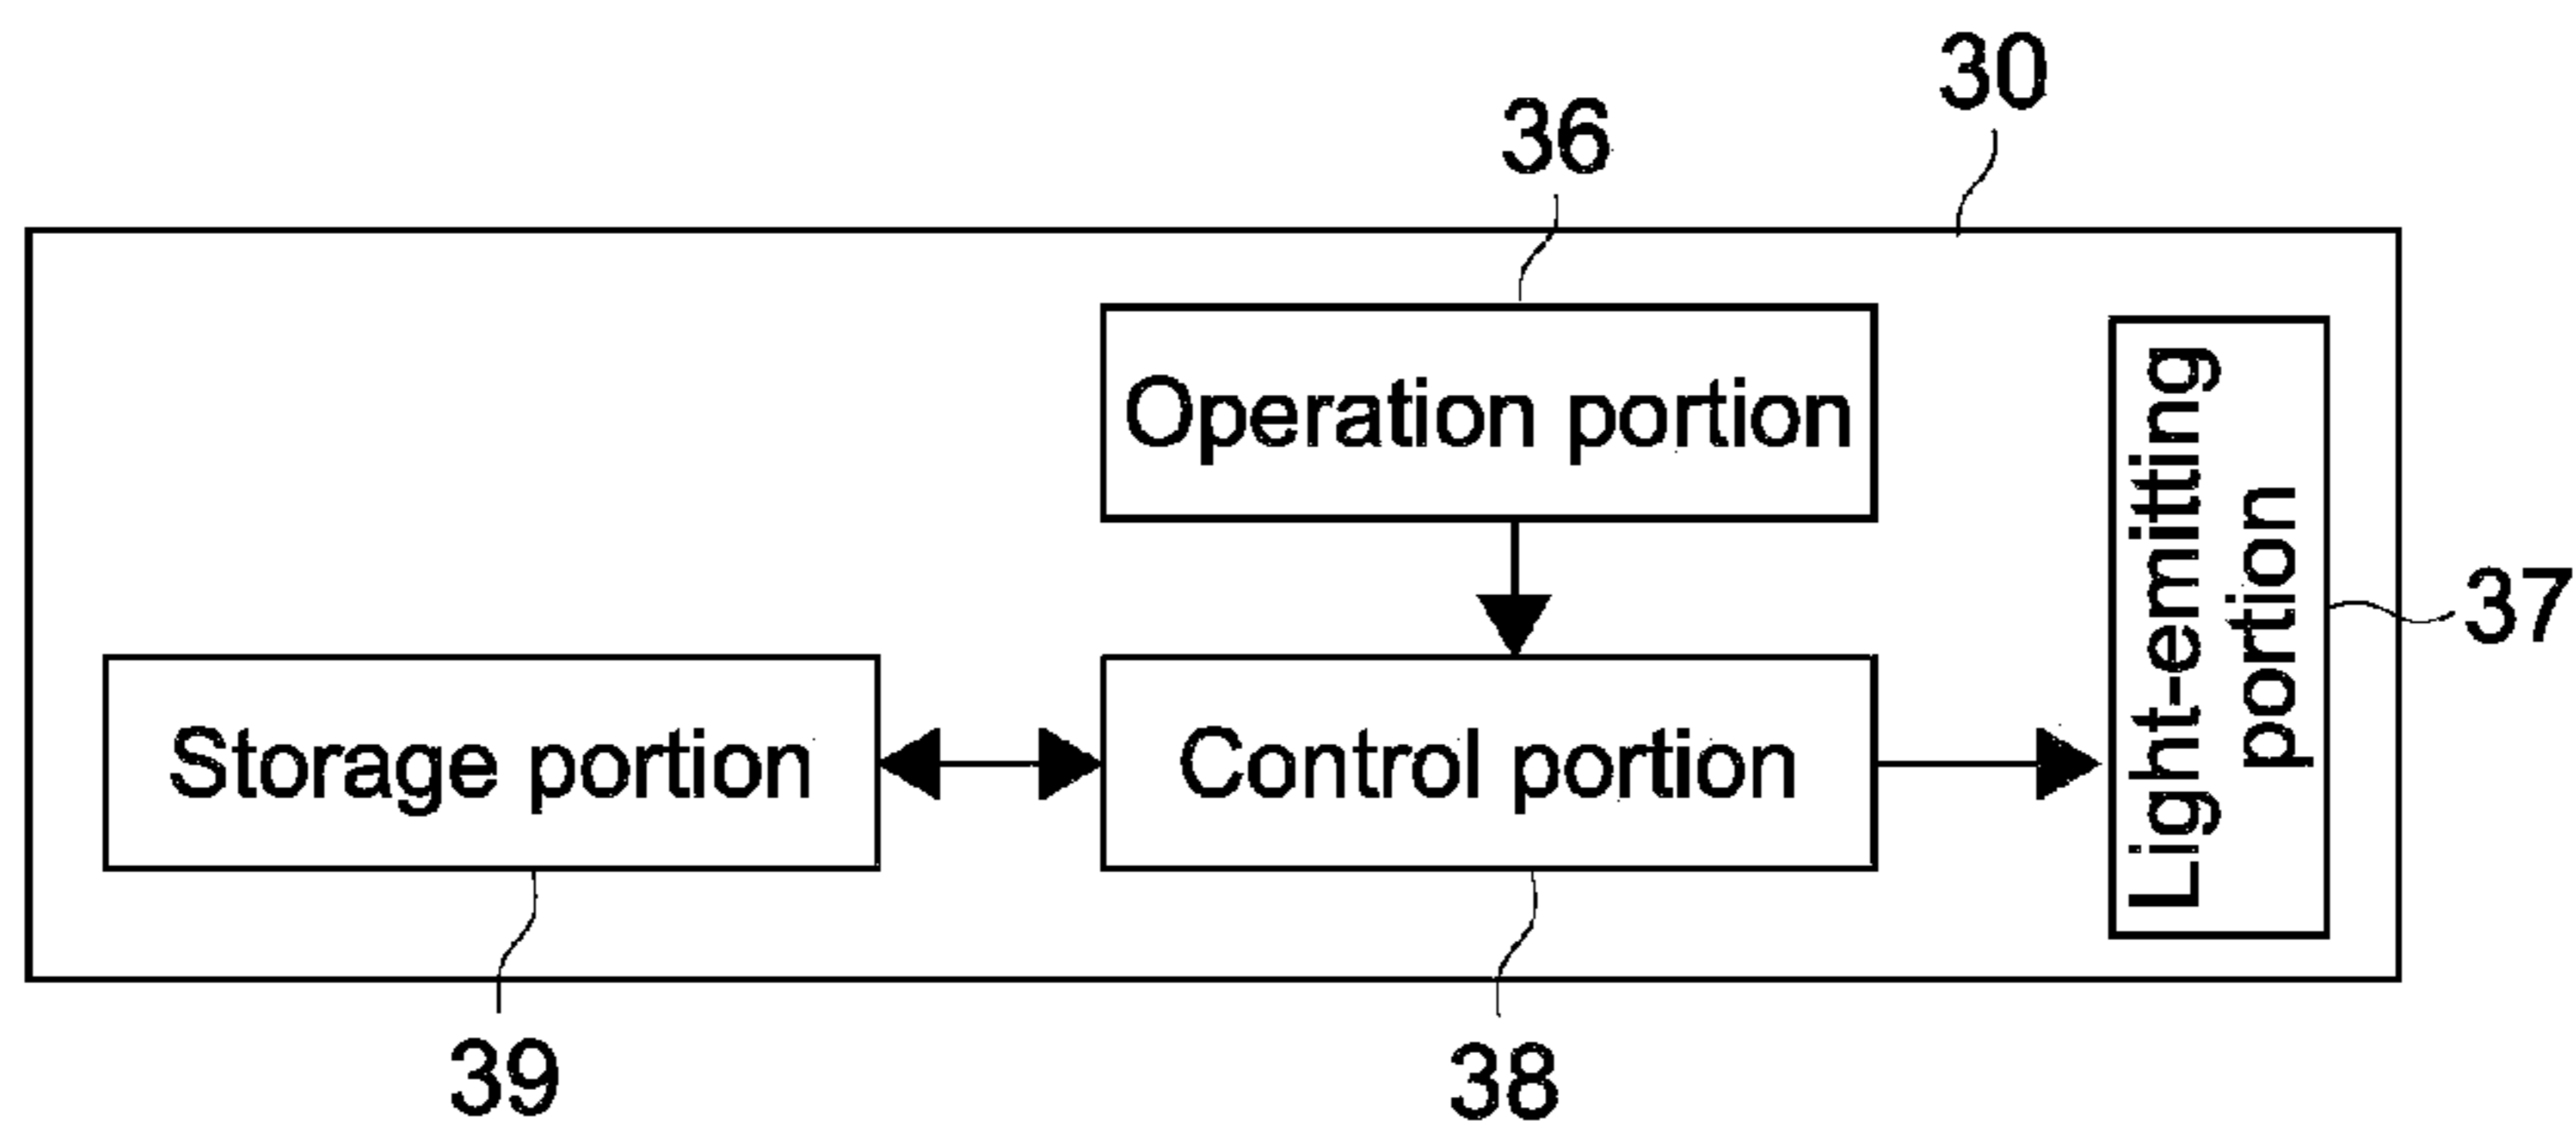 30
36
Operation portion
Light-emitting
portion
37
Storage portion
Control portion
39
38